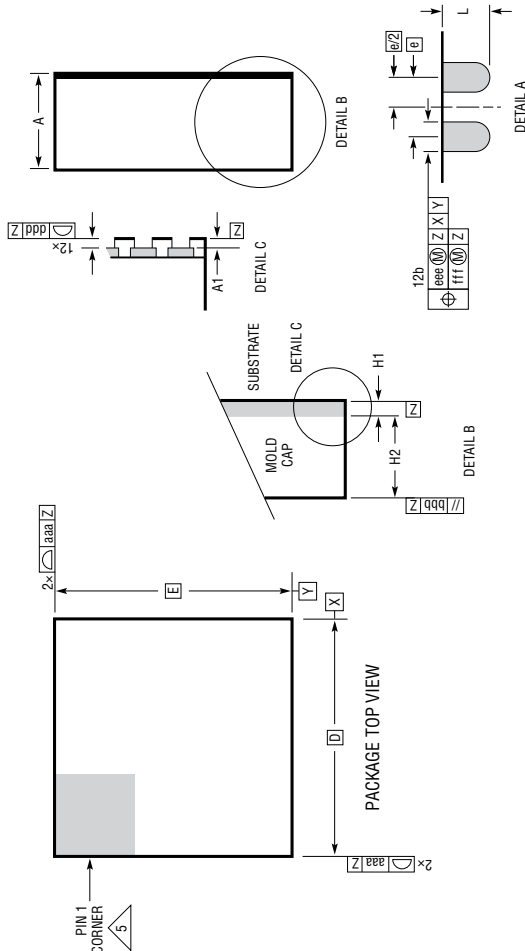 A
DETAIL B
Z ddd
12×
Z
A1
DETAIL C
L
e/2
e
DETAIL A
12b
eee Ⓜ Z X Y
fff Ⓜ Z
SUBSTRATE
DETAIL C
MOLD
CAP
H1
H2
Z
// bbb Z
DETAIL B
2× aaa Z
E
Y
X
D
PACKAGE TOP VIEW
PIN 1
CORNER
5
2×
aaa Z